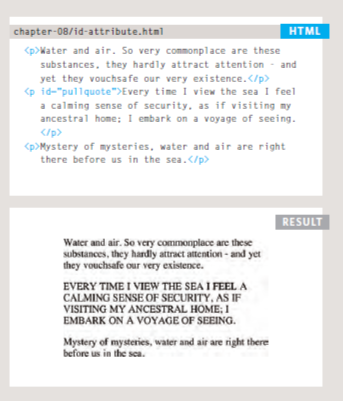 chapter-08/id-attribute.html HTML
<p>Water and air. So very commonplace are these
substances, they hardly attract attention - and
yet they vouchsafe our very existence.</p>
<p id="pullquote">Every time I view the sea I feel
a calming sense of security, as if visiting my
ancestral home; I embark on a voyage of seeing.
</p>
<p>Mystery of mysteries, water and air are right
there before us in the sea.</p>
RESULT
Water and air. So very commonplace are these
substances, they hardly attract attention - and yet
they vouchsafe our very existence.
EVERY TIME I VIEW THE SEA I FEEL A
CALMING SENSE OF SECURITY, AS IF
VISITING MY ANCESTRAL HOME; I
EMBARK ON A VOYAGE OF SEEING.
Mystery of mysteries, water and air are right there
before us in the sea.